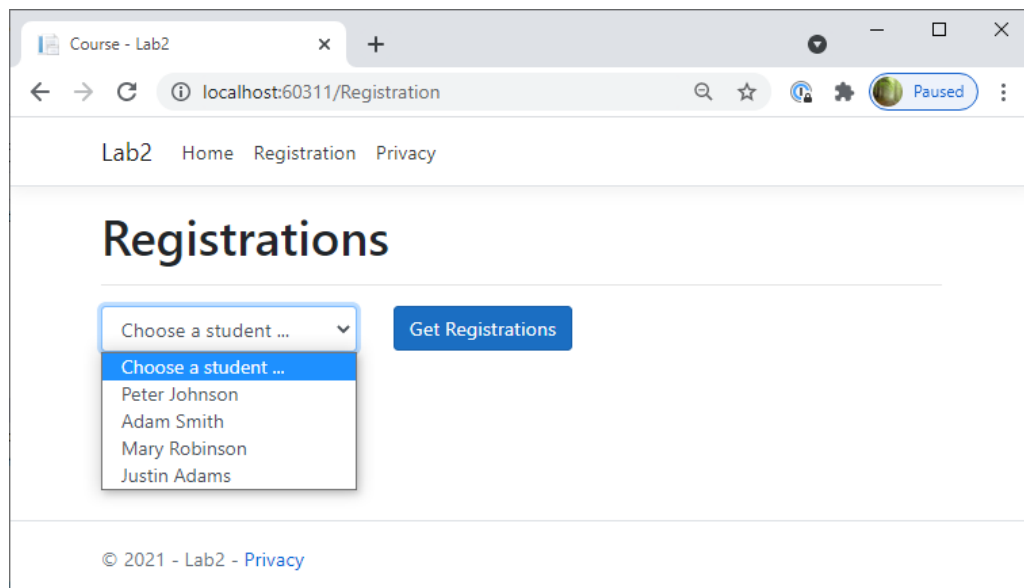 Course - Lab2
localhost:60311/Registration
Paused
Lab2 Home Registration Privacy
Registrations
Choose a student ...
Get Registrations
Choose a student ...
Peter Johnson
Adam Smith
Mary Robinson
Justin Adams
© 2021 - Lab2 - Privacy